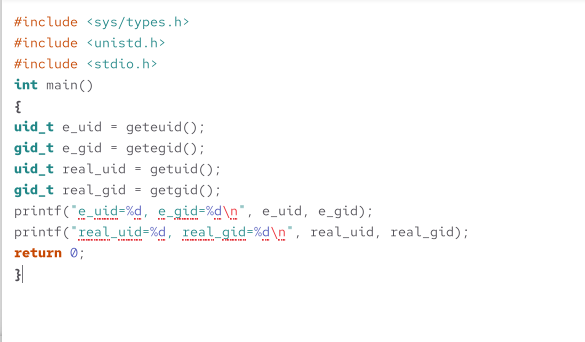 #include <sys/types.h>
#include <unistd.h>
#include <stdio.h>
int main()
{
uid_t e_uid = geteuid();
gid_t e_gid = getegid();
uid_t real_uid = getuid();
gid_t real_gid = getgid();
printf("e_uid=%d, e_gid=%d\n", e_uid, e_gid);
printf("real_uid=%d, real_gid=%d\n", real_uid, real_gid);
return 0;
}